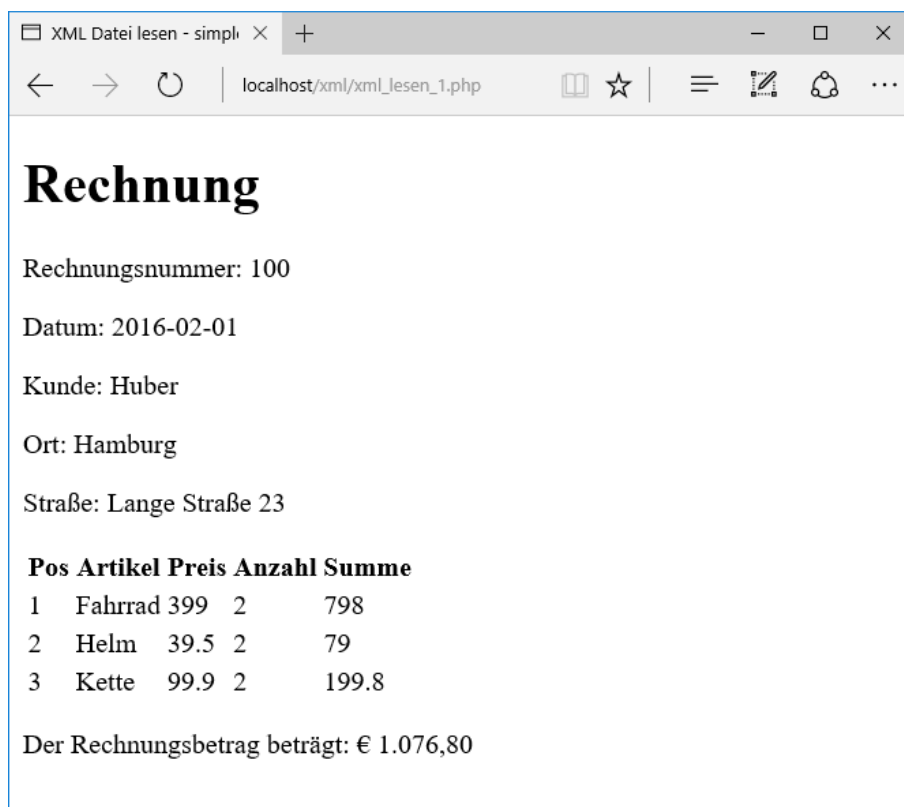 XML Datei lesen - simple
localhost/xml/xml_lesen_1.php
Rechnung
Rechnungsnummer: 100
Datum: 2016-02-01
Kunde: Huber
Ort: Hamburg
Straße: Lange Straße 23
Pos Artikel Preis Anzahl Summe
1 Fahrrad 399 2 798
2 Helm 39.5 2 79
3 Kette 99.9 2 199.8
Der Rechnungsbetrag beträgt: € 1.076,80